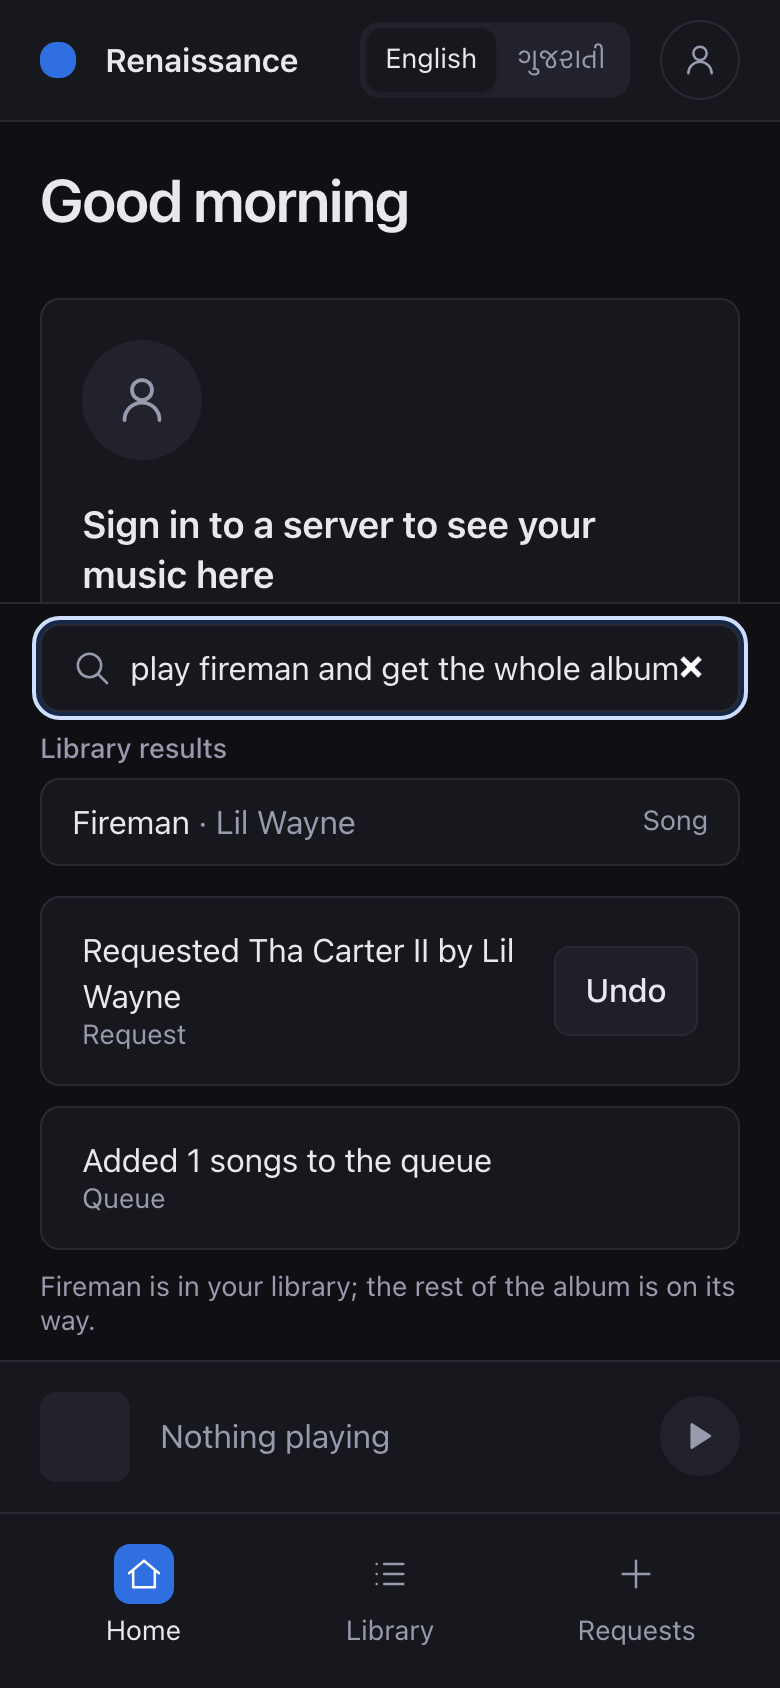 Renaissance
English
ગુજરાતી
Good morning
Sign in to a server to see your
music here
play fireman and get the whole album
Library results
Fireman · Lil Wayne
Song
Requested Tha Carter II by Lil
Wayne
Request
Undo
Added 1 songs to the queue
Queue
Fireman is in your library; the rest of the album is on its
way.
Nothing playing
Home
Library
Requests